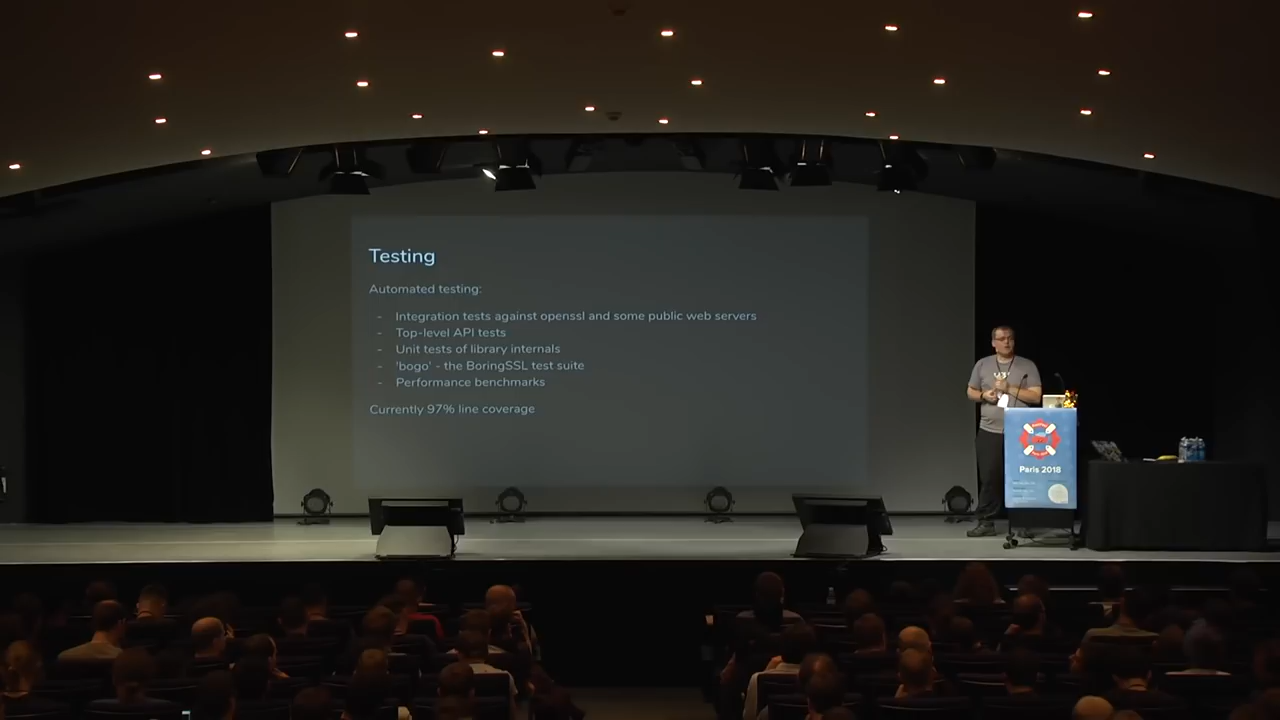 Testing
Automated testing:
- Integration tests against openssl and some public web servers
- Top-level API tests
- Unit tests of library internals
- 'bogo' - the BoringSSL test suite
- Performance benchmarks
Currently 97% line coverage
Paris 2018